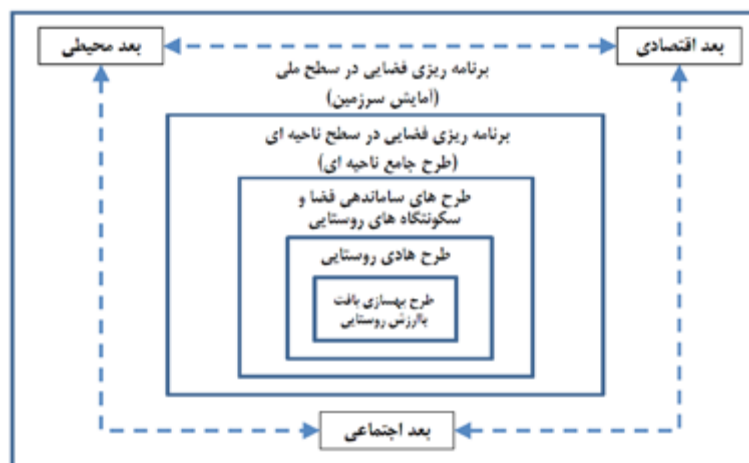 بعد اقتصادی
بعد محیطی
برنامه ریزی فضایی در سطح ملی
(آمایش سرزمین)
برنامه ریزی فضایی در سطح ناحیه ای
(طرح جامع ناحیه ای)
طرح های ساماندهی فضا و
سکونتگاه های روستایی
طرح هادی روستایی
طرح بهسازی بافت
باارزش روستایی
بعد اجتماعی